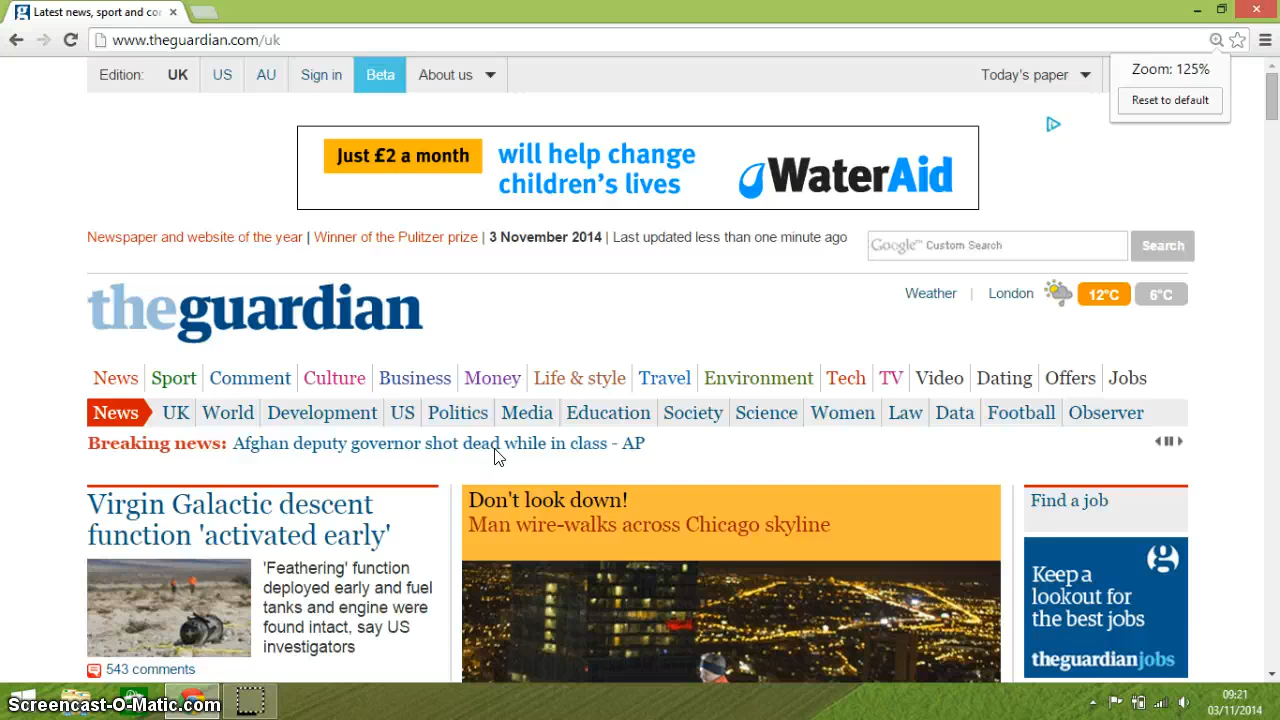 Latest news, sport and co
www.theguardian.com/uk
Zoom: 125%
Reset to default
Edition: UK US AU Sign in Beta About us Today's paper
Just £2 a month will help change children's lives WaterAid
Newspaper and website of the year | Winner of the Pulitzer prize | 3 November 2014 | Last updated less than one minute ago
Google™ Custom Search Search
theguardian
Weather | London 12°C 6°C
News Sport Comment Culture Business Money Life & style Travel Environment Tech TV Video Dating Offers Jobs
News UK World Development US Politics Media Education Society Science Women Law Data Football Observer
Breaking news: Afghan deputy governor shot dead while in class - AP
Virgin Galactic descent
function 'activated early'
'Feathering' function
deployed early and fuel
tanks and engine were
found intact, say US
investigators
543 comments
Don't look down!
Man wire-walks across Chicago skyline
Find a job
Keep a
lookout for
the best jobs
theguardianjobs
Screencast-O-Matic.com
09:21
03/11/2014